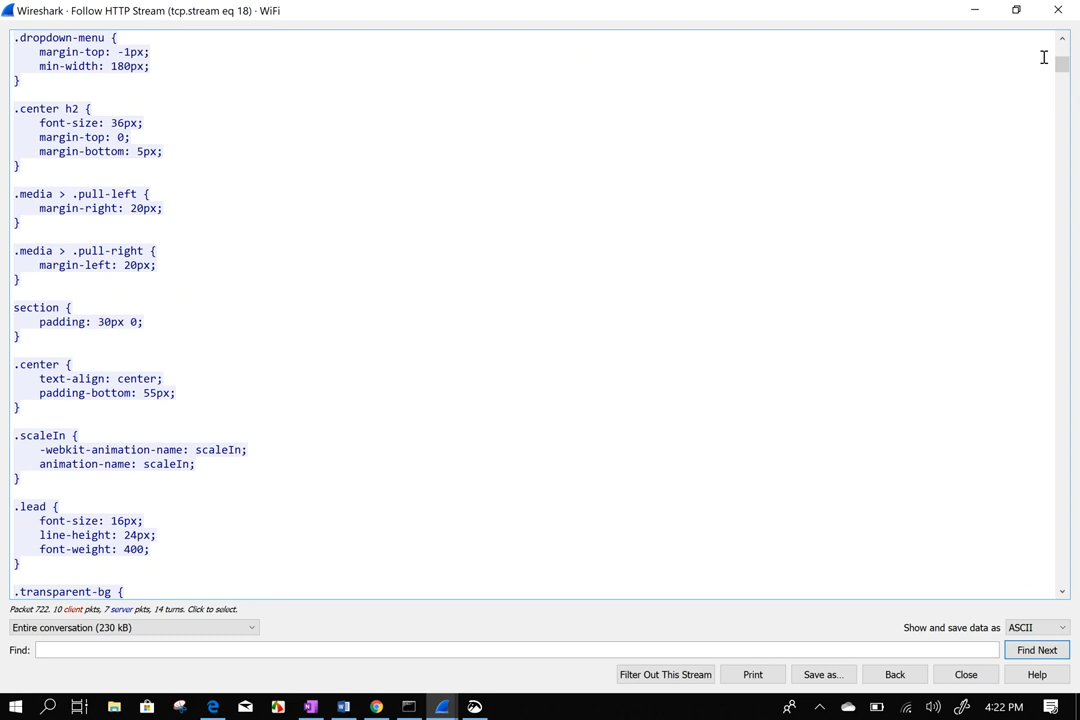 Wireshark · Follow HTTP Stream (tcp.stream eq 18) · WiFi
.dropdown-menu {
    margin-top: -1px;
    min-width: 180px;
}
.center h2 {
    font-size: 36px;
    margin-top: 0;
    margin-bottom: 5px;
}
.media > .pull-left {
    margin-right: 20px;
}
.media > .pull-right {
    margin-left: 20px;
}
section {
    padding: 30px 0;
}
.center {
    text-align: center;
    padding-bottom: 55px;
}
.scaleIn {
    -webkit-animation-name: scaleIn;
    animation-name: scaleIn;
}
.lead {
    font-size: 16px;
    line-height: 24px;
    font-weight: 400;
}
.transparent-bg {
Packet 722. 10 client pkts, 7 server pkts, 14 turns. Click to select.
Entire conversation (230 kB) Show and save data as ASCII
Find: Find Next
Filter Out This Stream Print Save as... Back Close Help
4:22 PM